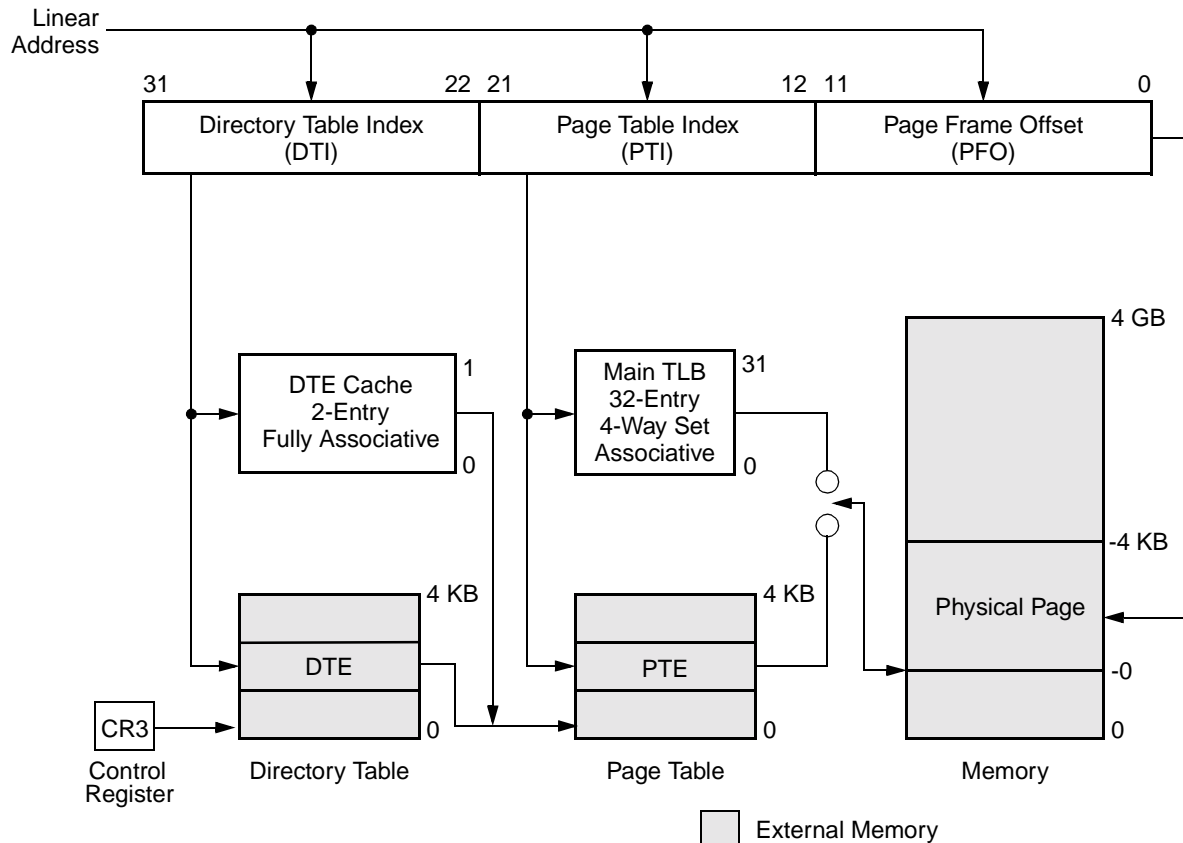 Linear
Address
31
22
21
12
11
0
Directory Table Index
(DTI)
Page Table Index
(PTI)
Page Frame Offset
(PFO)
4 GB
DTE Cache
2-Entry
Fully Associative
1
0
Main TLB
32-Entry
4-Way Set
Associative
31
0
-4 KB
Physical Page
-0
0
4 KB
DTE
0
4 KB
PTE
0
CR3
Control
Register
Directory Table
Page Table
Memory
External Memory